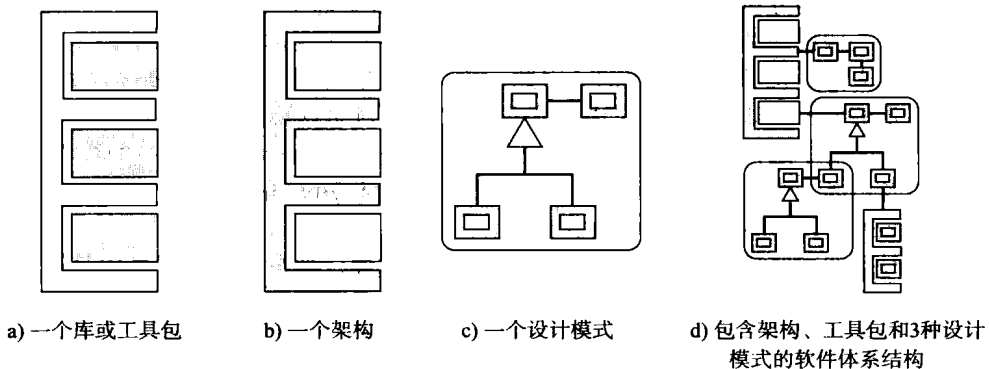 a) 一个库或工具包
b) 一个架构
c) 一个设计模式
d) 包含架构、工具包和3种设计
模式的软件体系结构